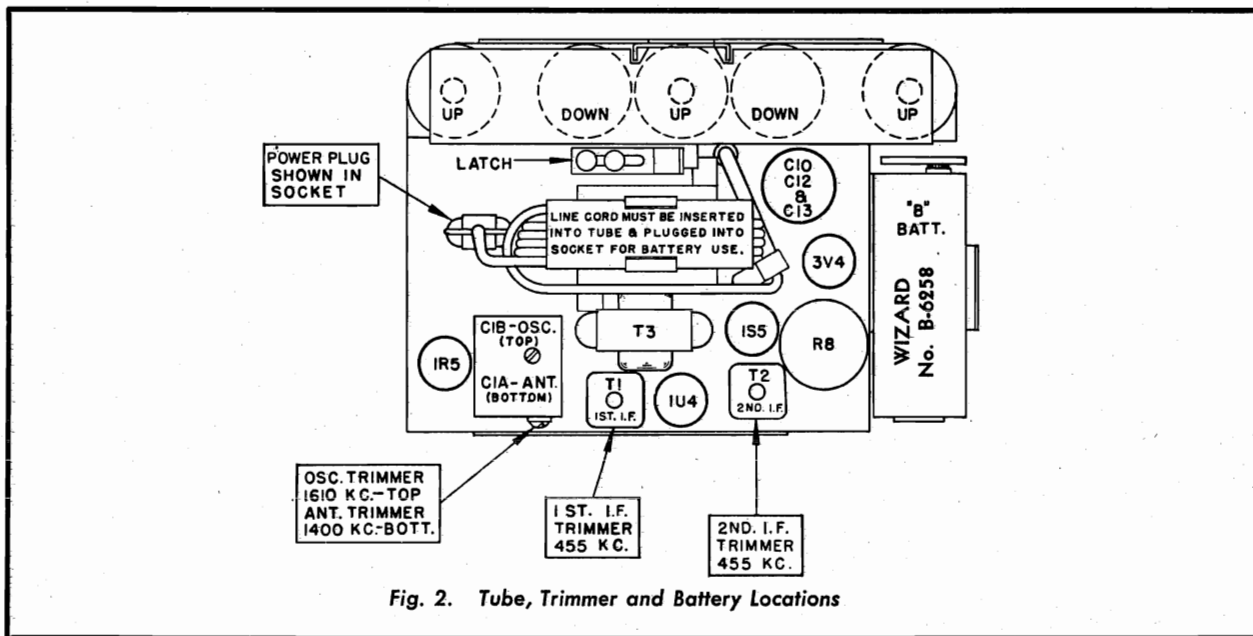 UP DOWN UP DOWN UP
POWER PLUG
SHOWN IN
SOCKET
LATCH
C10
C12
&
C13
LINE CORD MUST BE INSERTED
INTO TUBE & PLUGGED INTO
SOCKET FOR BATTERY USE.
3V4
"B"
BATT.
WIZARD
No. B-6258
C1B-OSC.
(TOP)
C1A-ANT.
(BOTTOM)
T3
1S5
R8
1R5
T1
1ST. I.F.
1U4
T2
2ND. I.F.
OSC. TRIMMER
1610 KC.-TOP
ANT. TRIMMER
1400 KC.-BOTT.
1 ST. I.F.
TRIMMER
455 KC.
2ND. I.F.
TRIMMER
455 KC.
Fig. 2. Tube, Trimmer and Battery Locations